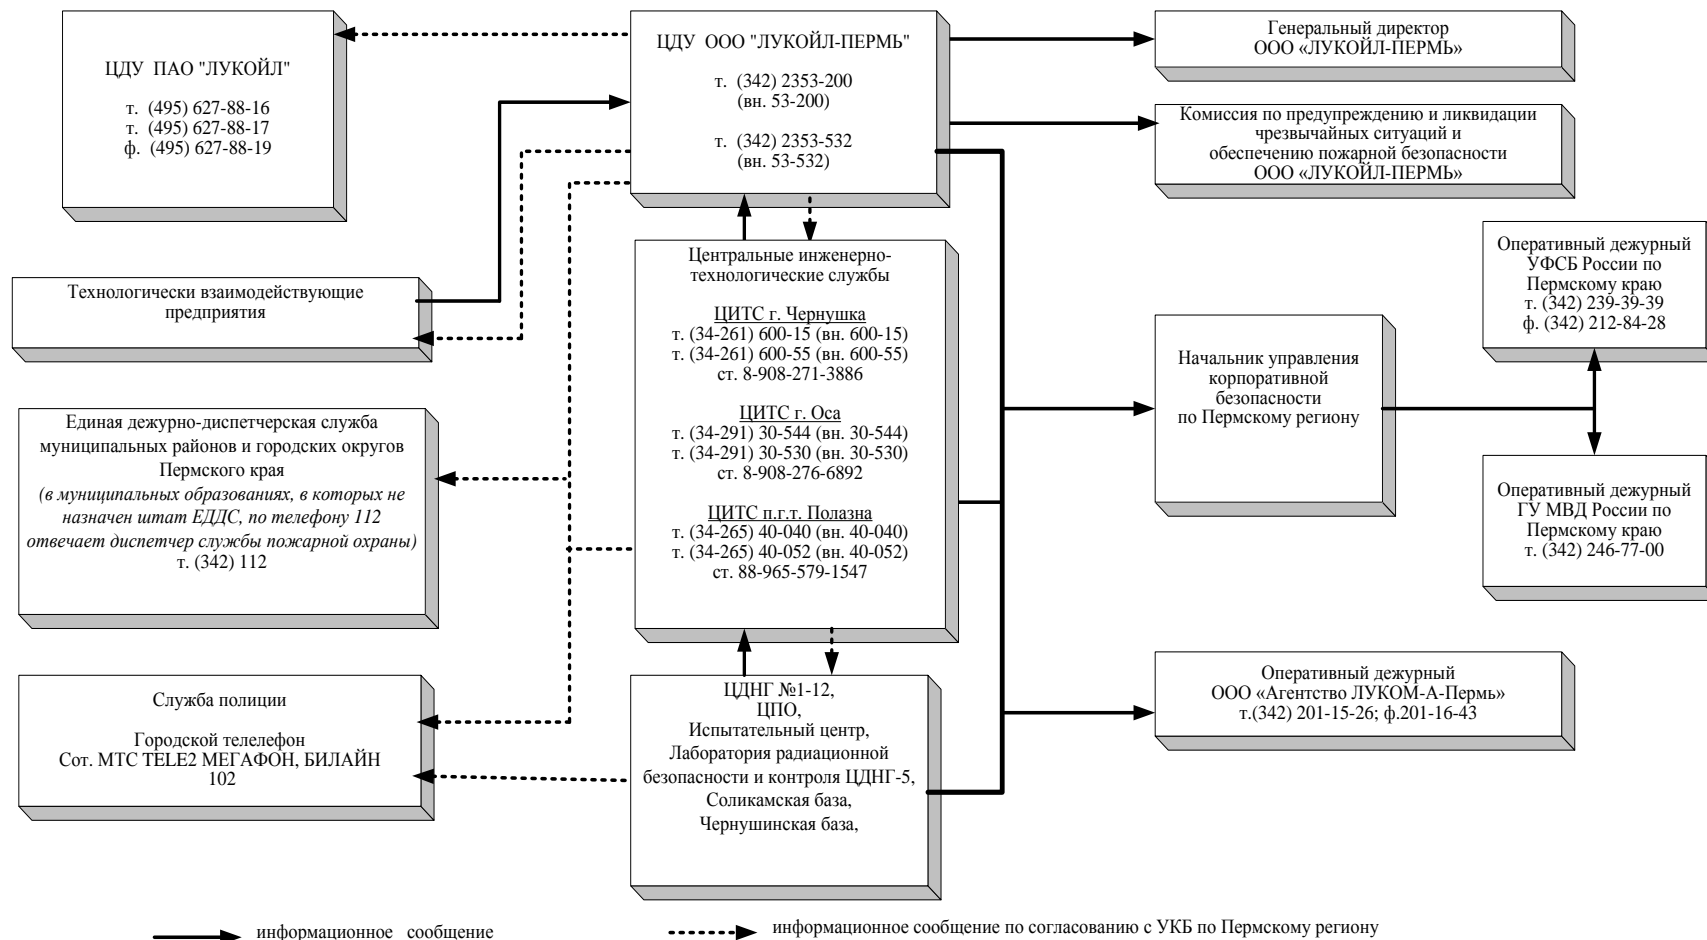 ЦДУ ПАО "ЛУКОЙЛ"
т. (495) 627-88-16
т. (495) 627-88-17
ф. (495) 627-88-19
ЦДУ ООО "ЛУКОЙЛ-ПЕРМЬ"
т. (342) 2353-200
(вн. 53-200)
т. (342) 2353-532
(вн. 53-532)
Генеральный директор
ООО «ЛУКОЙЛ-ПЕРМЬ»
Комиссия по предупреждению и ликвидации
чрезвычайных ситуаций и
обеспечению пожарной безопасности
ООО «ЛУКОЙЛ-ПЕРМЬ»
Технологически взаимодействующие
предприятия
Центральные инженерно-
технологические службы
ЦИТС г. Чернушка
т. (34-261) 600-15 (вн. 600-15)
т. (34-261) 600-55 (вн. 600-55)
ст. 8-908-271-3886
ЦИТС г. Оса
т. (34-291) 30-544 (вн. 30-544)
т. (34-291) 30-530 (вн. 30-530)
ст. 8-908-276-6892
ЦИТС п.г.т. Полазна
т. (34-265) 40-040 (вн. 40-040)
т. (34-265) 40-052 (вн. 40-052)
ст. 88-965-579-1547
Начальник управления
корпоративной
безопасности
по Пермскому региону
Оперативный дежурный
УФСБ России по
Пермскому краю
т. (342) 239-39-39
ф. (342) 212-84-28
Оперативный дежурный
ГУ МВД России по
Пермскому краю
т. (342) 246-77-00
Единая дежурно-диспетчерская служба
муниципальных районов и городских округов
Пермского края
(в муниципальных образованиях, в которых не
назначен штат ЕДДС, по телефону 112
отвечает диспетчер службы пожарной охраны)
т. (342) 112
Служба полиции
Городской телелефон
Сот. МТС TELE2 МЕГАФОН, БИЛАЙН
102
ЦДНГ №1-12,
ЦПО,
Испытательный центр,
Лаборатория радиационной
безопасности и контроля ЦДНГ-5,
Соликамская база,
Чернушинская база,
Оперативный дежурный
ООО «Агентство ЛУКОМ-А-Пермь»
т.(342) 201-15-26; ф.201-16-43
информационное сообщение
информационное сообщение по согласованию с УКБ по Пермскому региону